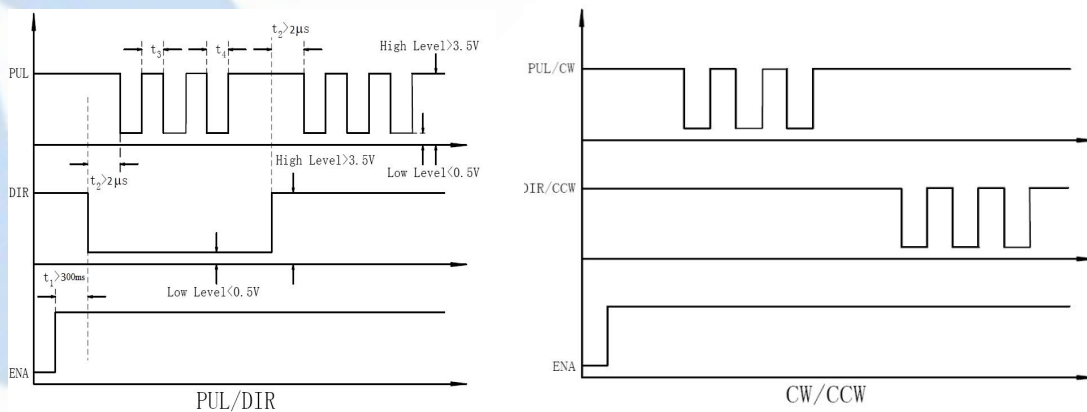 t2>2μs
t3
t4
High Level>3.5V
PUL
High Level>3.5V
Low Level<0.5V
t2>2μs
DIR
t1>300ms
Low Level<0.5V
ENA
PUL/DIR
PUL/CW
DIR/CCW
ENA
CW/CCW